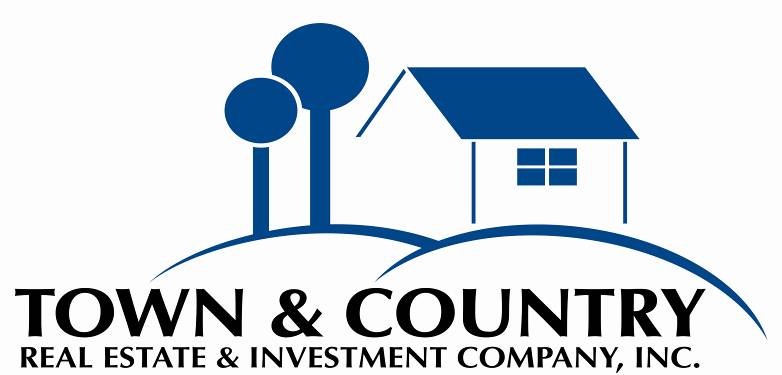 TOWN & COUNTRY
REAL ESTATE & INVESTMENT COMPANY, INC.